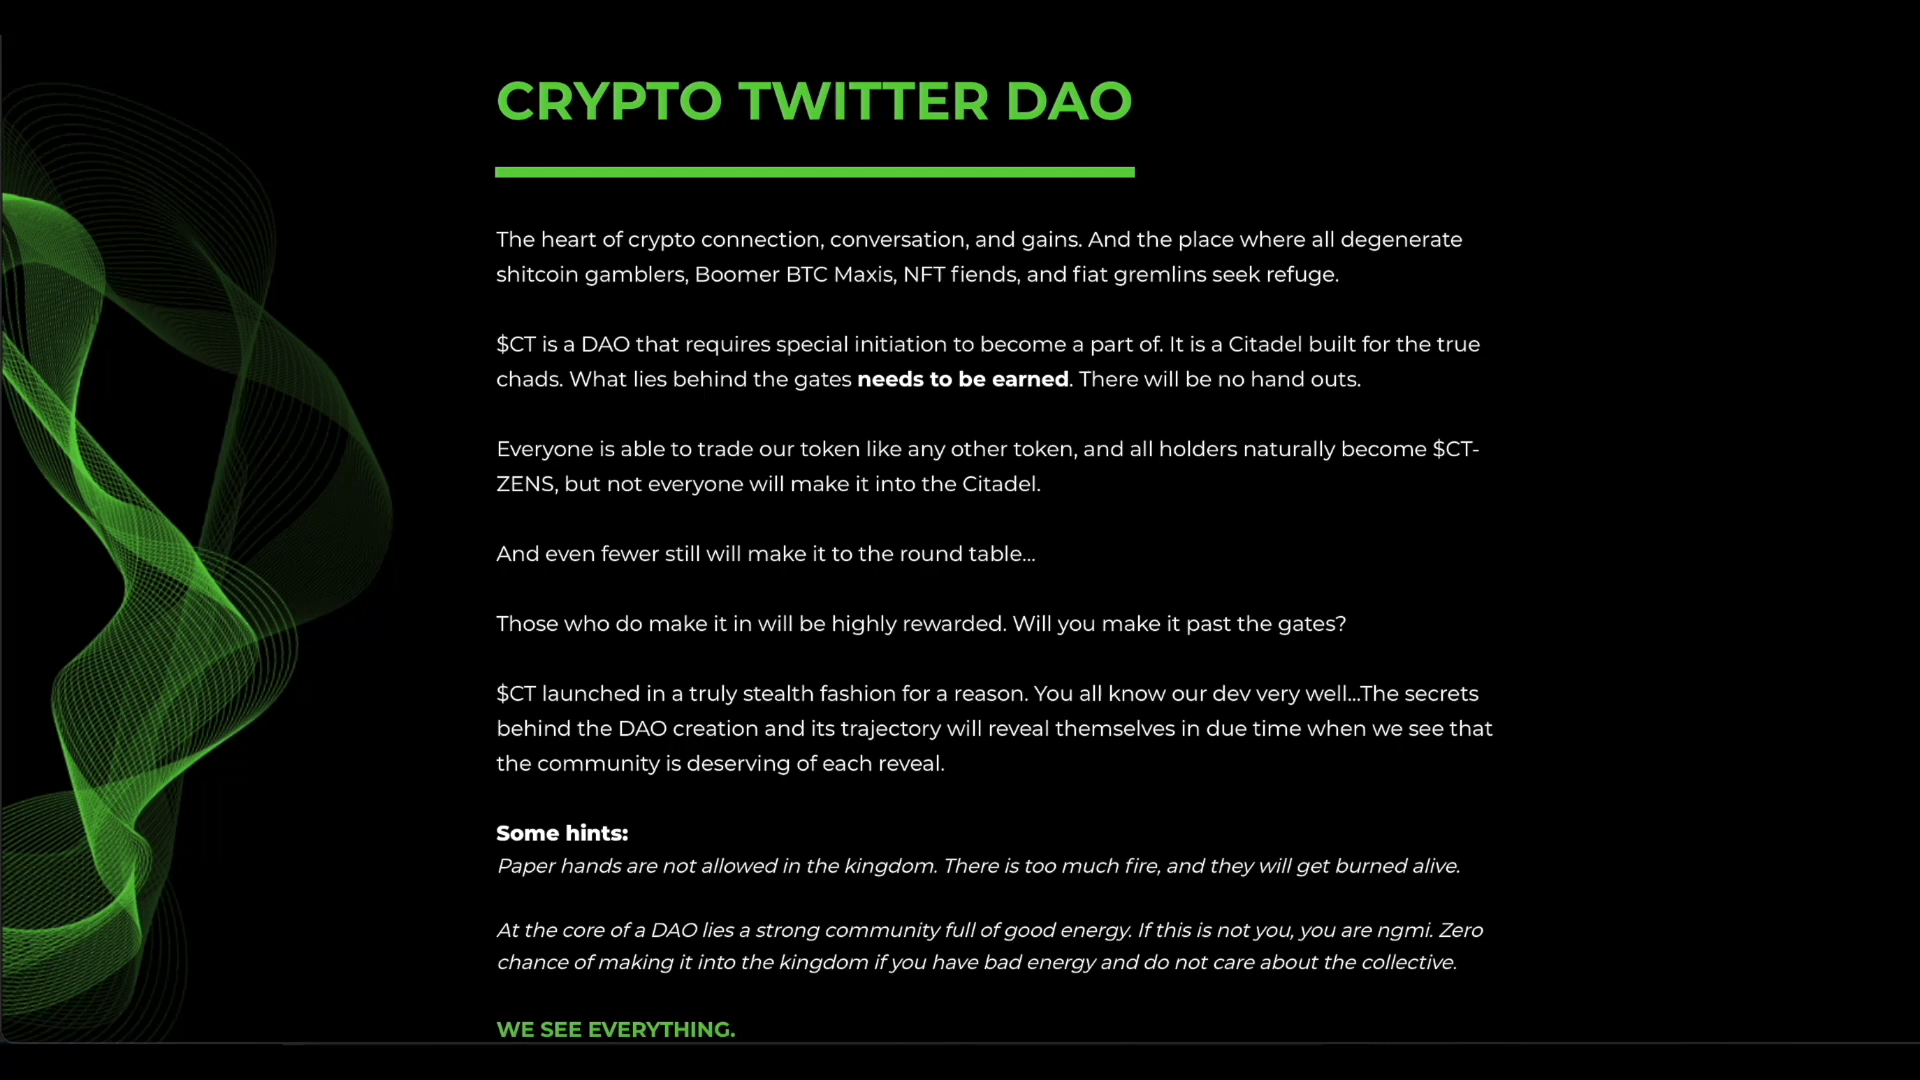 CRYPTO TWITTER DAO
The heart of crypto connection, conversation, and gains. And the place where all degenerate
shitcoin gamblers, Boomer BTC Maxis, NFT fiends, and fiat gremlins seek refuge.
$CT is a DAO that requires special initiation to become a part of. It is a Citadel built for the true
chads. What lies behind the gates needs to be earned. There will be no hand outs.
Everyone is able to trade our token like any other token, and all holders naturally become $CT-
ZENS, but not everyone will make it into the Citadel.
And even fewer still will make it to the round table...
Those who do make it in will be highly rewarded. Will you make it past the gates?
$CT launched in a truly stealth fashion for a reason. You all know our dev very well...The secrets
behind the DAO creation and its trajectory will reveal themselves in due time when we see that
the community is deserving of each reveal.
Some hints:
Paper hands are not allowed in the kingdom. There is too much fire, and they will get burned alive.
At the core of a DAO lies a strong community full of good energy. If this is not you, you are ngmi. Zero
chance of making it into the kingdom if you have bad energy and do not care about the collective.
WE SEE EVERYTHING.